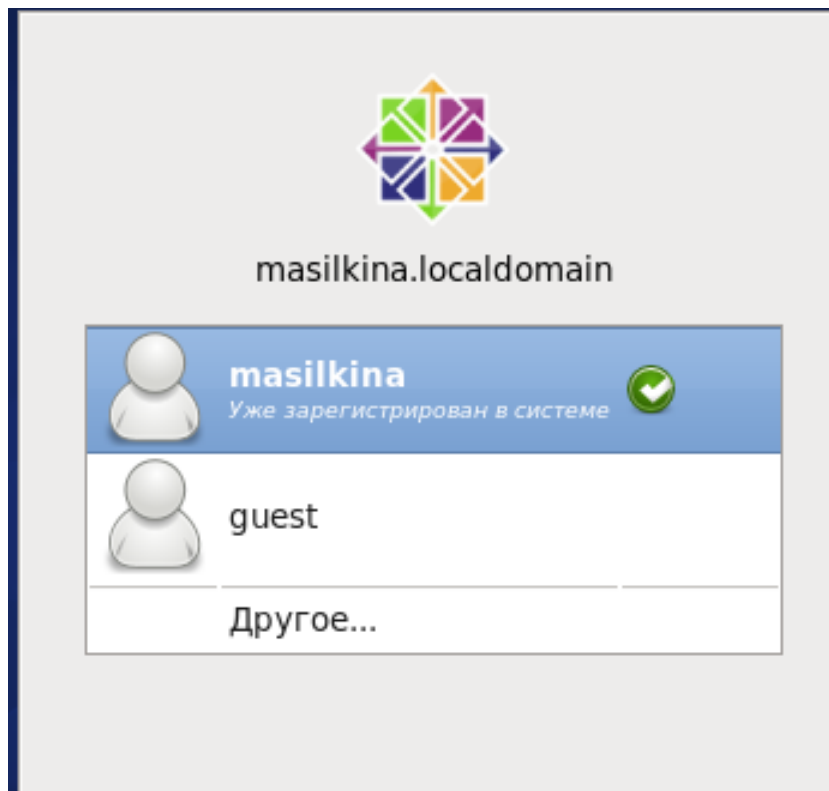 masilkina.localdomain
masilkina
Уже зарегистрирован в системе
guest
Другое...